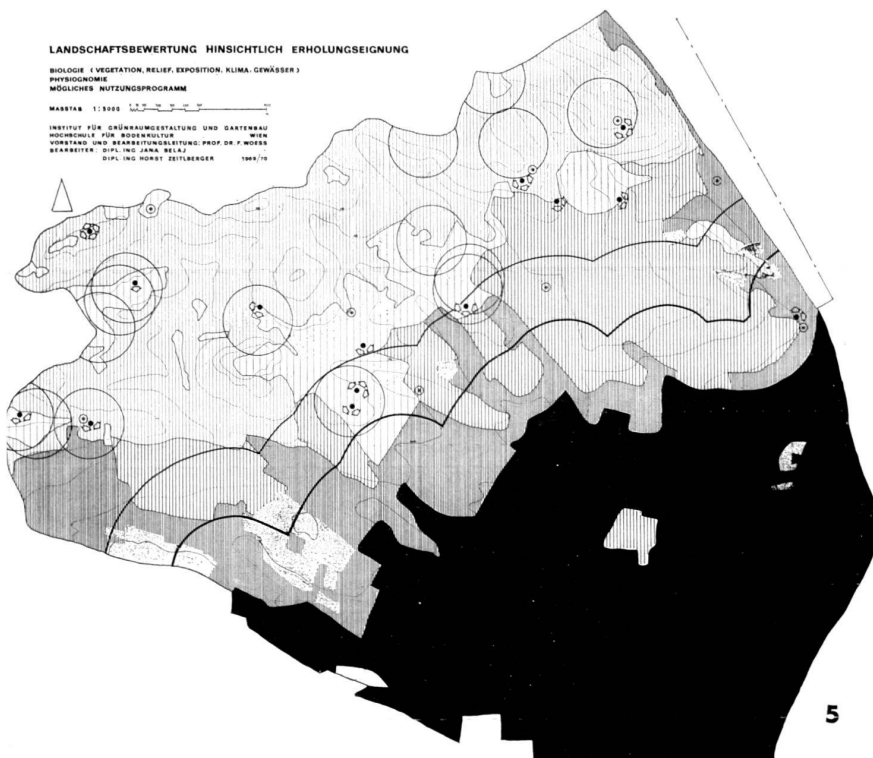 LANDSCHAFTSBEWERTUNG HINSICHTLICH ERHOLUNGSEIGNUNG
BIOLOGIE ( VEGETATION, RELIEF, EXPOSITION, KLIMA, GEWÄSSER )
PHYSIOGNOMIE
MÖGLICHES NUTZUNGSPROGRAMM
MASSTAB 1:5000
INSTITUT FÜR GRÜNRAUMGESTALTUNG UND GARTENBAU
HOCHSCHULE FÜR BODENKULTUR WIEN
VORSTAND UND BEARBEITUNGSLEITUNG: PROF. DR. F. WOESS
BEARBEITER: DIPL. ING JANA BELAJ
DIPL. ING HORST ZEITLBERGER 1969/70
5